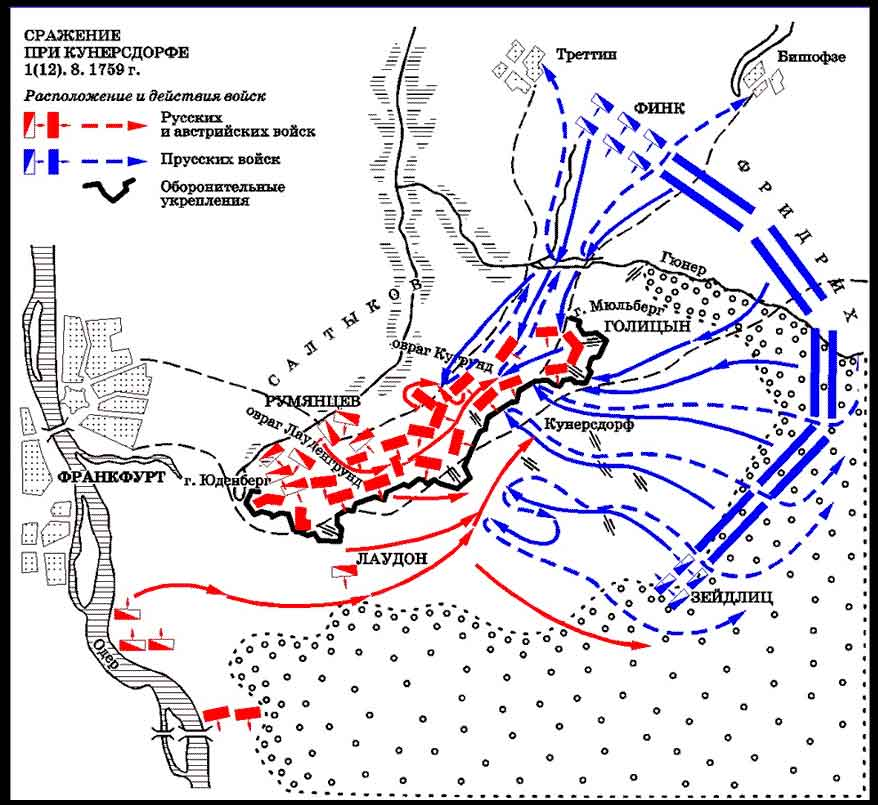 СРАЖЕНИЕ
ПРИ КУНЕРСДОРФЕ
1(12). 8. 1759 г.
Расположение и действия войск
Русских
и австрийских войск
Прусских войск
Оборонительные
укрепления
Треттин
Бишофзе
ФИНК
ФРИДРИХ
Гюнер
г. Мюльберг
ГОЛИЦЫН
САЛТЫКОВ
овраг Кугрунд
РУМЯНЦЕВ
овраг Лауденгрунд
Кунерсдорф
ФРАНКФУРТ
г. Юденберг
ЛАУДОН
ЗЕЙДЛИЦ
Одер